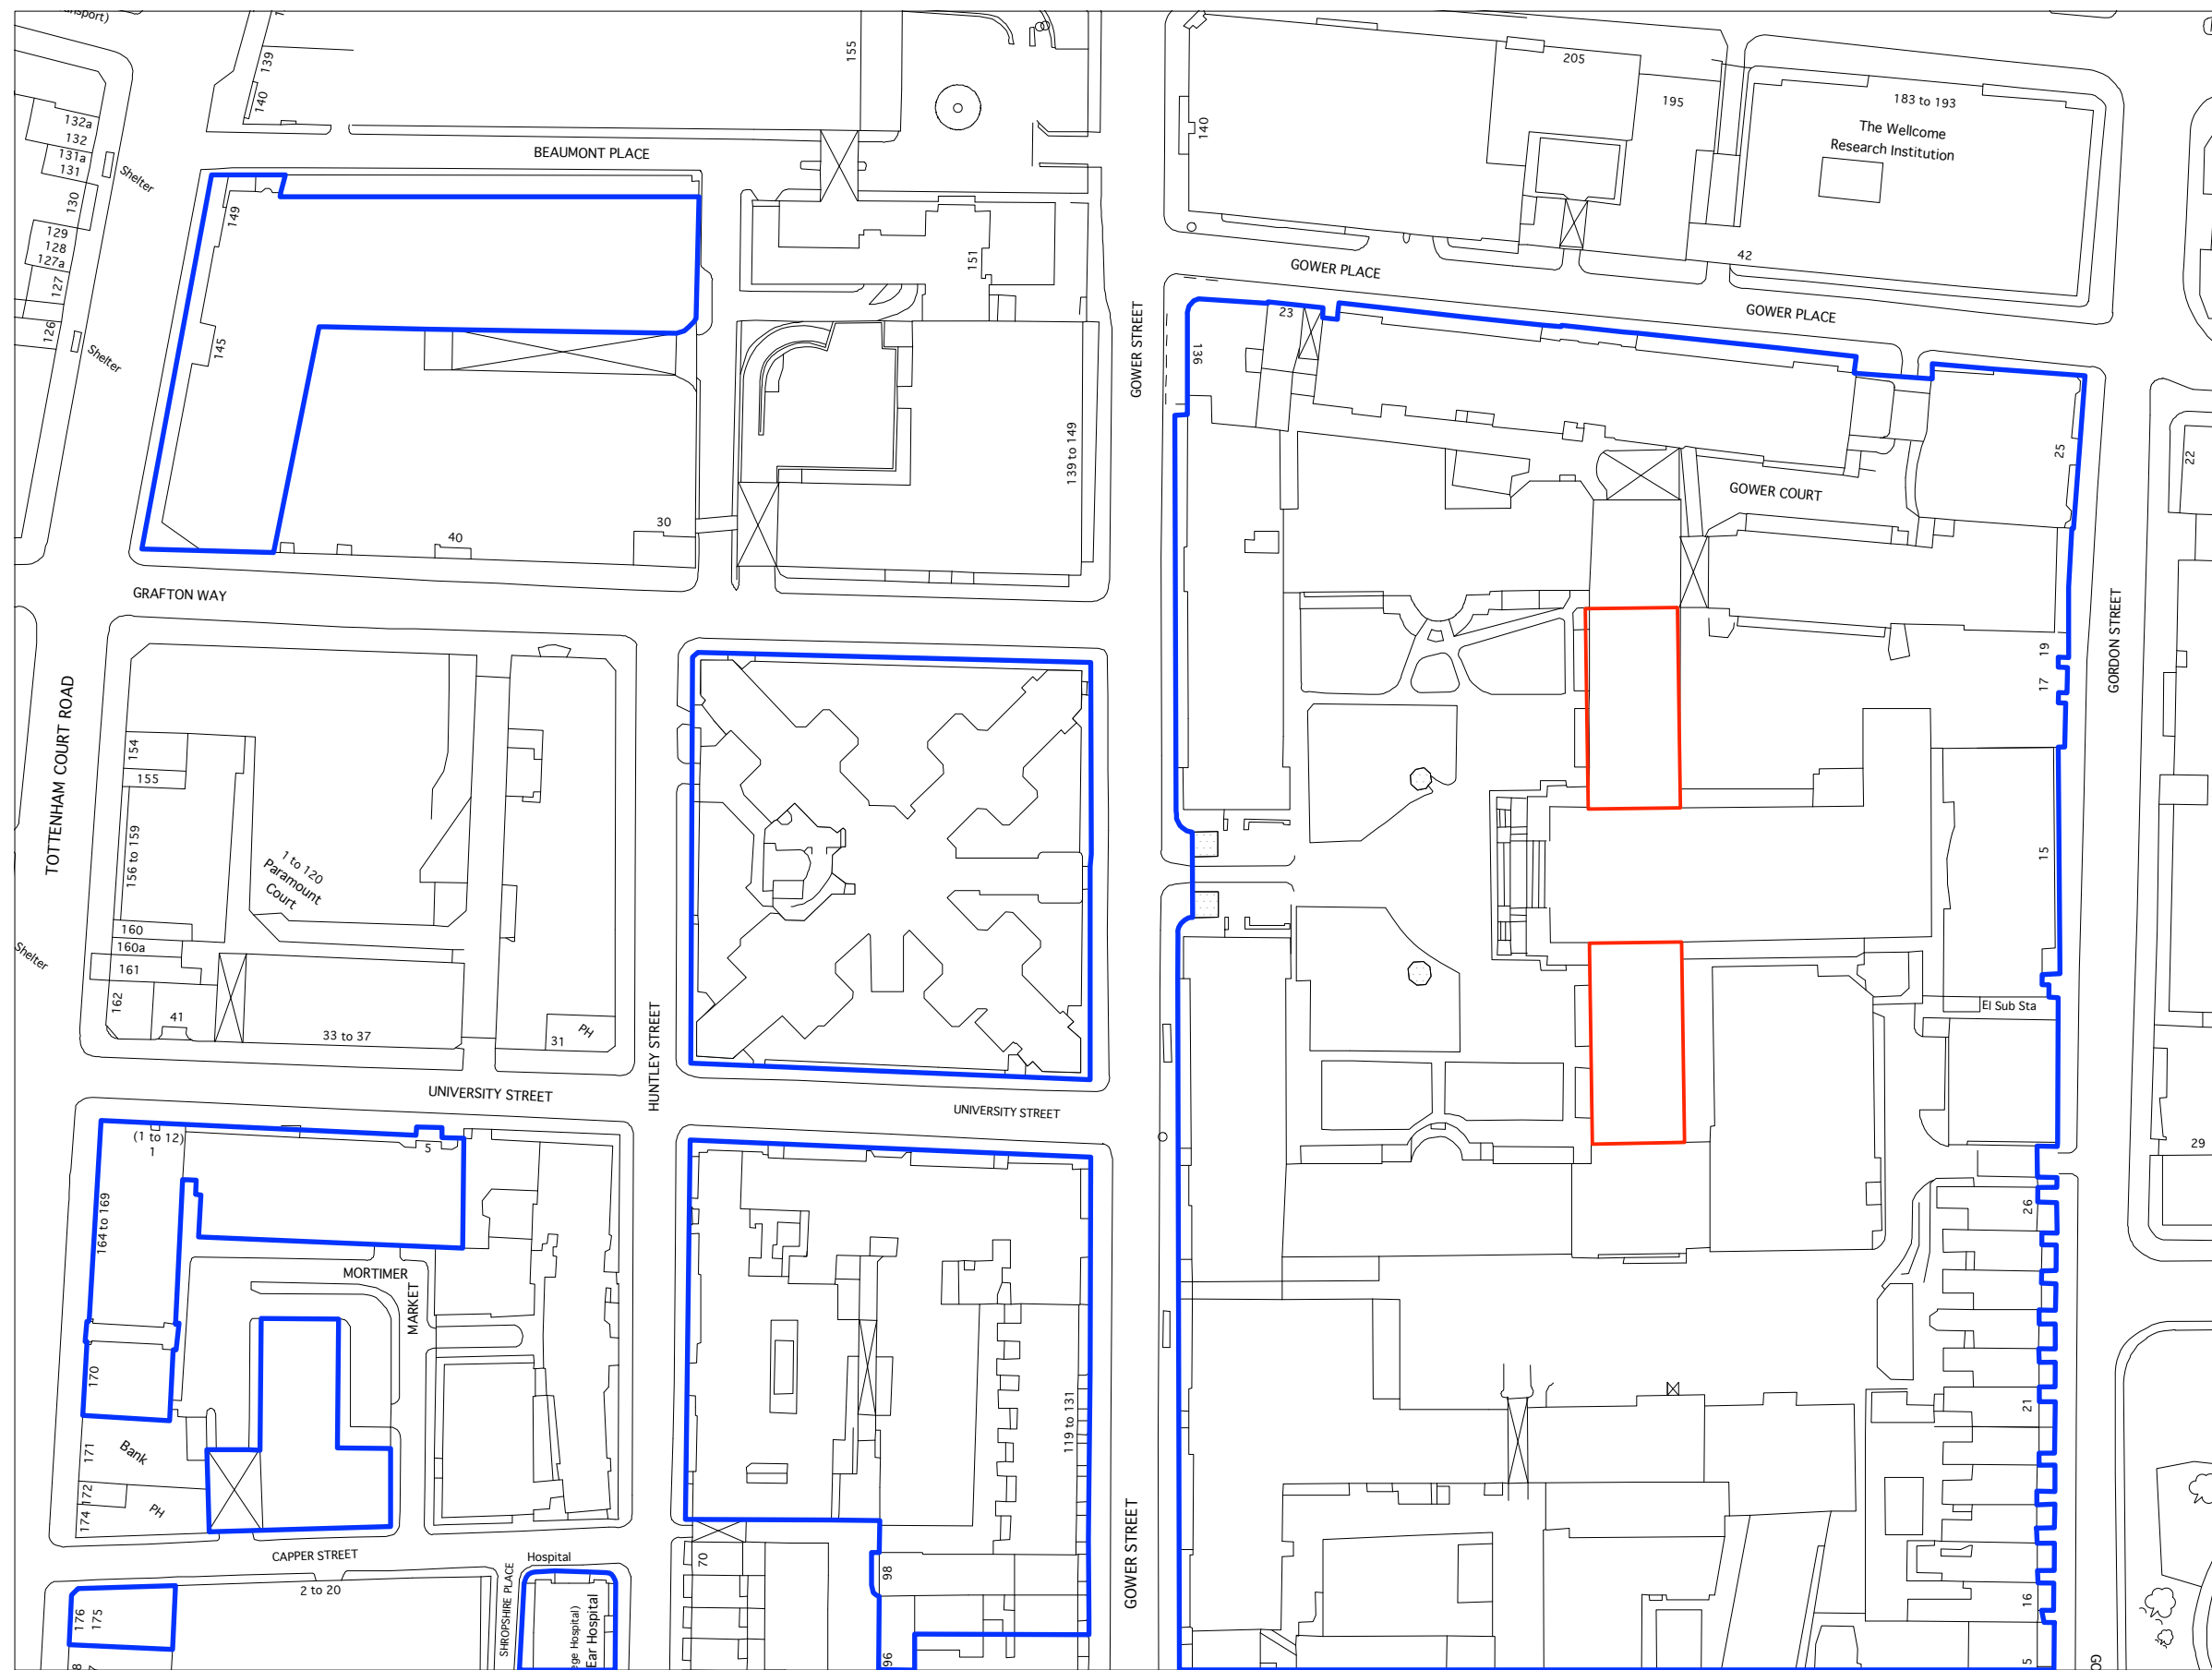 nsport)
139
140
155
132a
132
131a
131
130
129
128
127a
127
126
Shelter
Shelter
BEAUMONT PLACE
149
145
151
139 to 149
40
30
GRAFTON WAY
140
205
195
183 to 193
The Wellcome
Research Institution
42
GOWER PLACE
GOWER PLACE
GOWER STREET
23
136
25
22
GOWER COURT
GORDON STREET
19
17
15
El Sub Sta
TOTTENHAM COURT ROAD
154
155
156 to 159
1 to 120
Paramount
Court
160
160a
161
162
Shelter
41
33 to 37
31
PH
HUNTLEY STREET
UNIVERSITY STREET
UNIVERSITY STREET
29
(1 to 12)
1
5
164 to 169
MORTIMER
MARKET
170
171
Bank
172
174
PH
119 to 131
26
21
16
5
CAPPER STREET
2 to 20
176
175
SHROPSHIRE PLACE
Hospital
ege Hospital)
Ear Hospital
70
98
96
GOWER STREET
GO
8